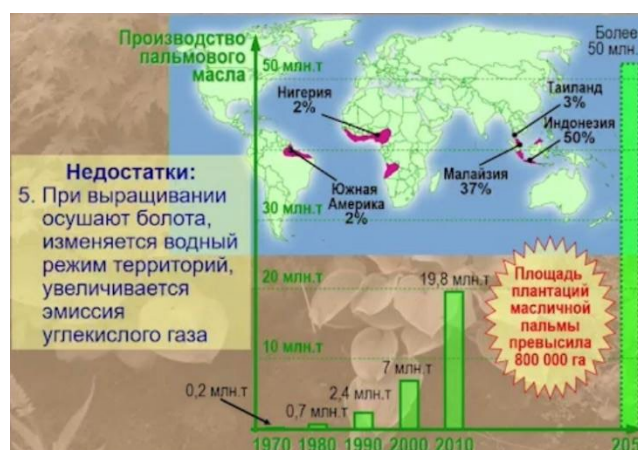 Производство
пальмового
масла
50 млн.т
Более
50 млн.
Нигерия
2%
Таиланд
3%
Индонезия
50%
Малайзия
37%
Южная
Америка
2%
30 млн.т
Недостатки:
5. При выращивании
осушают болота,
изменяется водный
режим территорий,
увеличивается
эмиссия
углекислого газа
20 млн.т
19,8 млн.т
Площадь
плантаций
масличной
пальмы
превысила
800 000 га
10 млн.т
7 млн.т
2,4 млн.т
0,7 млн.т
0,2 млн.т
1970 1980 1990 2000 2010